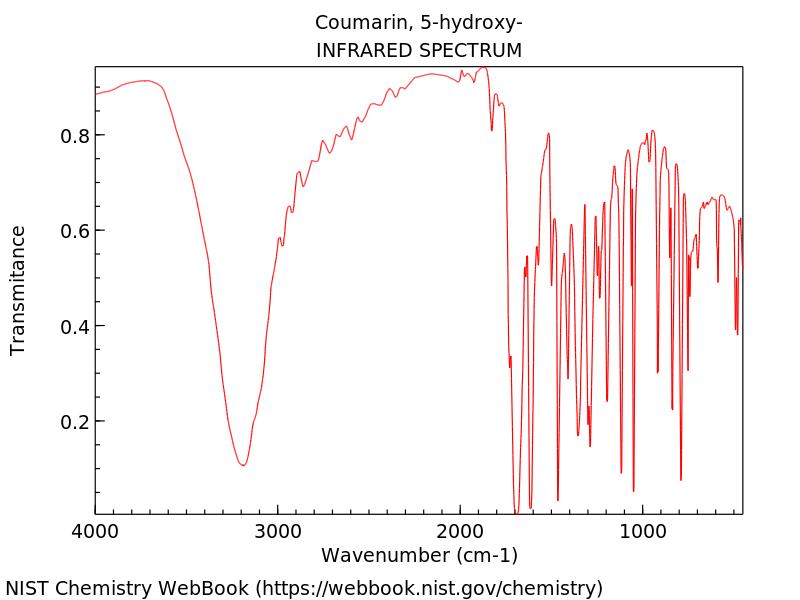 Coumarin, 5-hydroxy-
INFRARED SPECTRUM
Transmitance
0.8
0.6
0.4
0.2
4000 3000 2000 1000
Wavenumber (cm-1)
NIST Chemistry WebBook (https://webbook.nist.gov/chemistry)